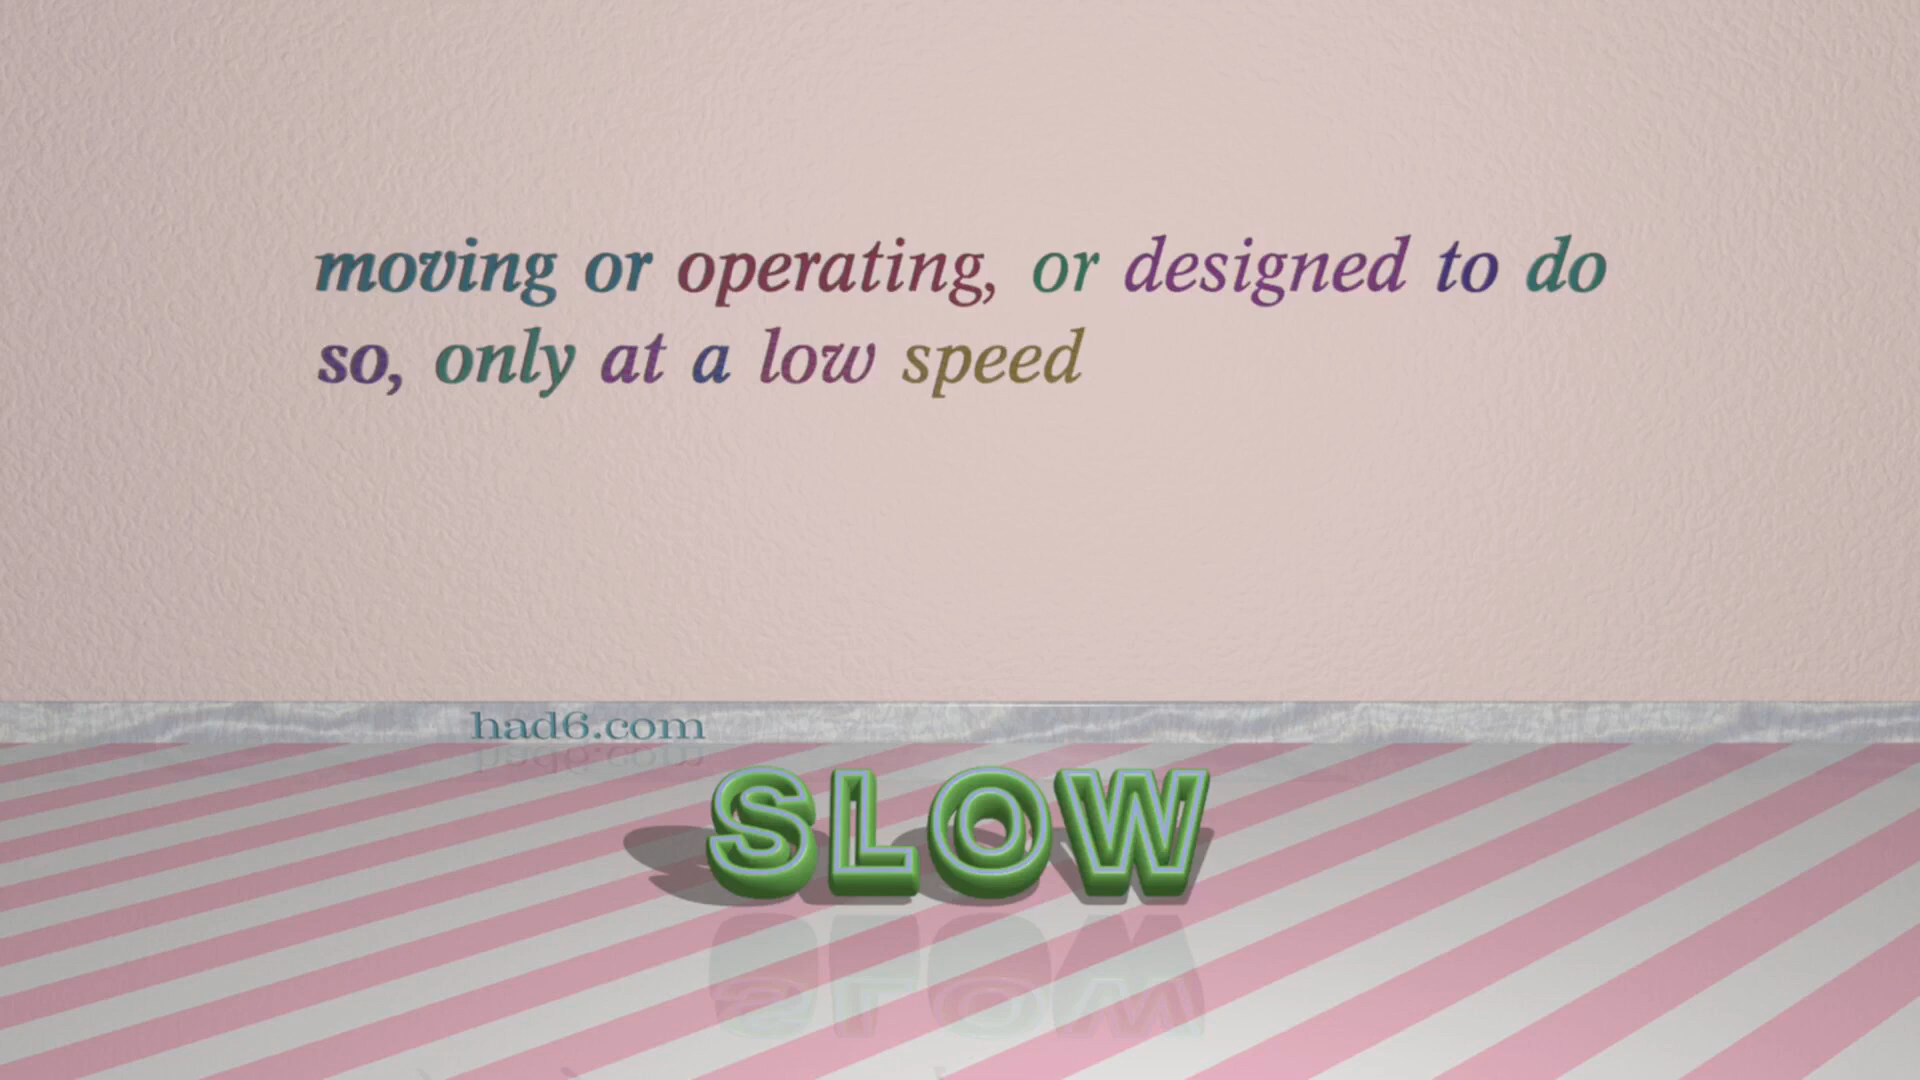 moving or operating, or designed to do
so, only at a low speed
had6.com
SLOW